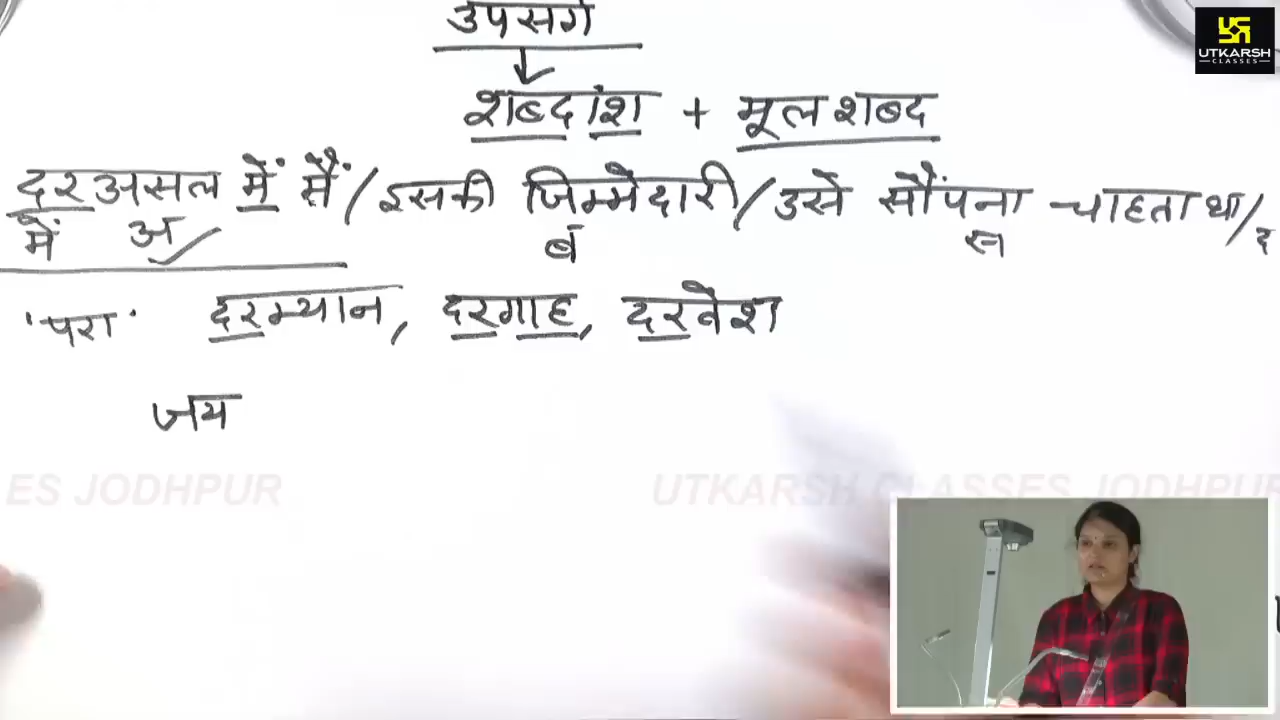 उपसर्ग
शब्दांश + मूल शब्द
दरअसल में मैं / इसकी जिम्मेदारी / उसे सौंपना चाहता था / द
में अ ब स
'परा' दरम्यान, दरगाह, दरवेश
जय
UTKARSH
CLASSES
ES JODHPUR UTKARSH CLASSES JODHPUR